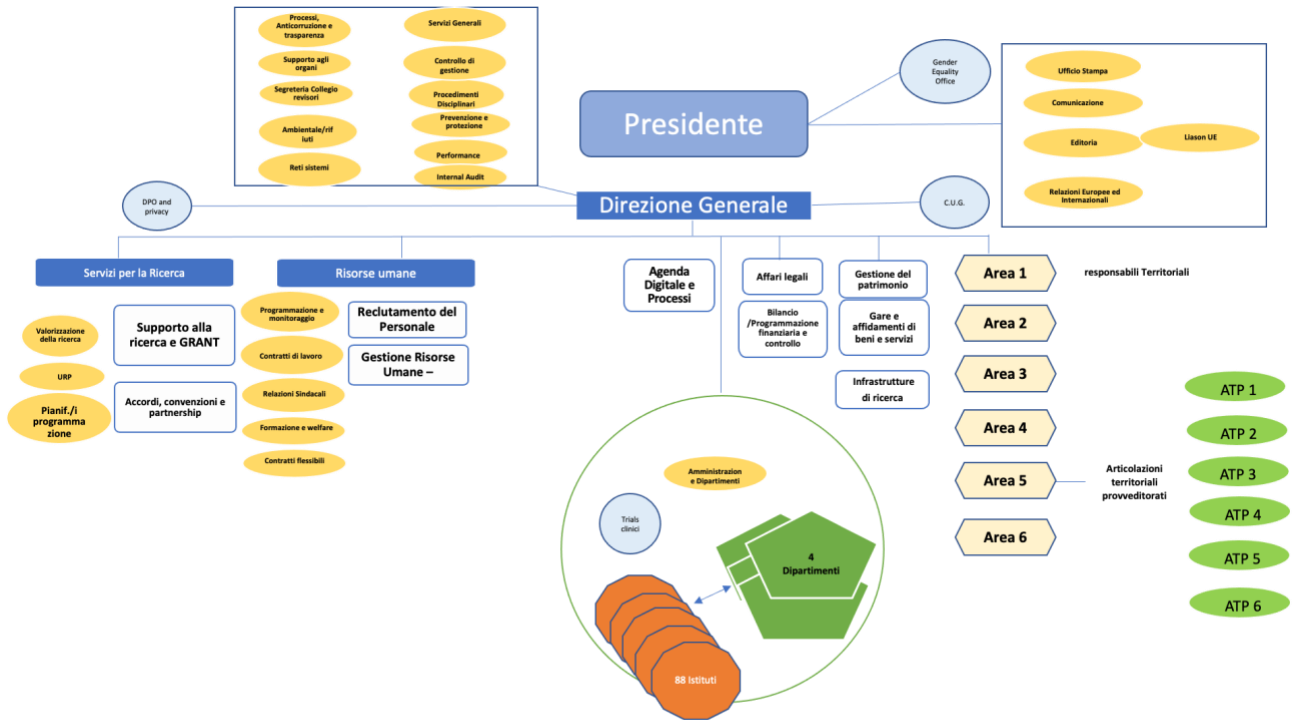 Processi,
Anticorruzione e
trasparenza
Supporto agli
organi
Segreteria Collegio
revisori
Ambientale/rif
iuti
Reti sistemi
Servizi Generali
Controllo di
gestione
Procedimenti
Disciplinari
Prevenzione e
protezione
Performance
Internal Audit
Presidente
Gender
Equality
Office
Ufficio Stampa
Comunicazione
Editoria
Liason UE
Relazioni Europee ed
Internazionali
DPO and
privacy
Direzione Generale
C.U.G.
Servizi per la Ricerca
Valorizzazione
della ricerca
URP
Pianif./i
programma
zione
Supporto alla
ricerca e GRANT
Accordi, convenzioni e
partnership
Risorse umane
Programmazione e
monitoraggio
Contratti di lavoro
Relazioni Sindacali
Formazione e welfare
Contratti flessibili
Reclutamento del
Personale
Gestione Risorse
Umane –
Agenda
Digitale e
Processi
Affari legali
Bilancio
/Programmazione
finanziaria e
controllo
Gestione del
patrimonio
Gare e
affidamenti di
beni e servizi
Infrastrutture
di ricerca
Area 1
Area 2
Area 3
Area 4
Area 5
Area 6
responsabili Territoriali
Articolazioni
territoriali
provveditorati
ATP 1
ATP 2
ATP 3
ATP 4
ATP 5
ATP 6
Amministrazion
e Dipartimenti
Trials
clinici
4
Dipartimenti
88 Istituti